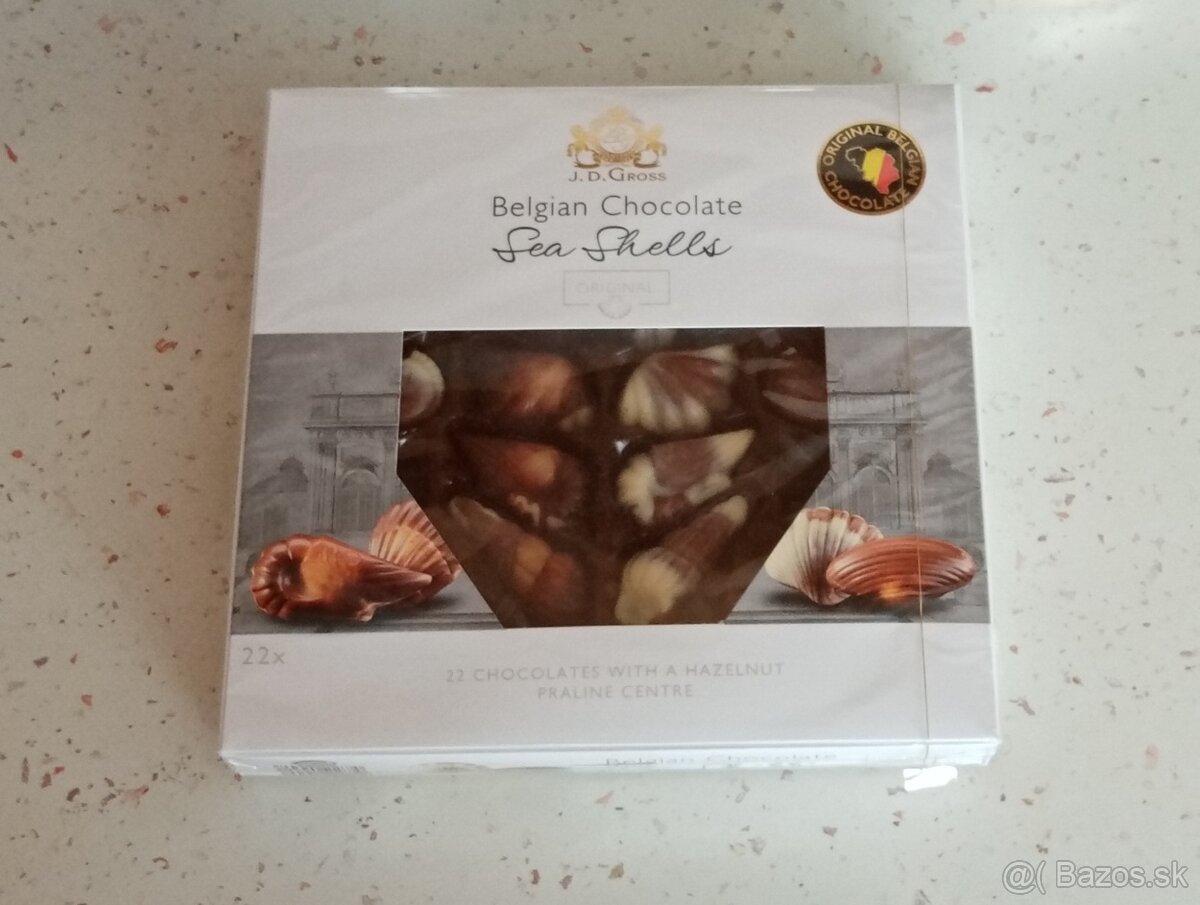 J. D. GROSS
ORIGINAL BELGIAN
CHOCOLATE
Belgian Chocolate
Sea Shells
ORIGINAL
22x
22 CHOCOLATES WITH A HAZELNUT
PRALINE CENTRE
Belgian Chocolate
@( Bazos.sk